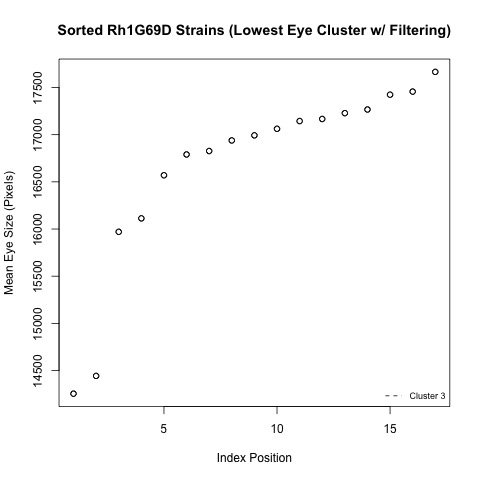 Sorted Rh1G69D Strains (Lowest Eye Cluster w/ Filtering)
Mean Eye Size (Pixels)
17500
17000
16500
16000
15500
15000
14500
Cluster 3
5 10 15
Index Position